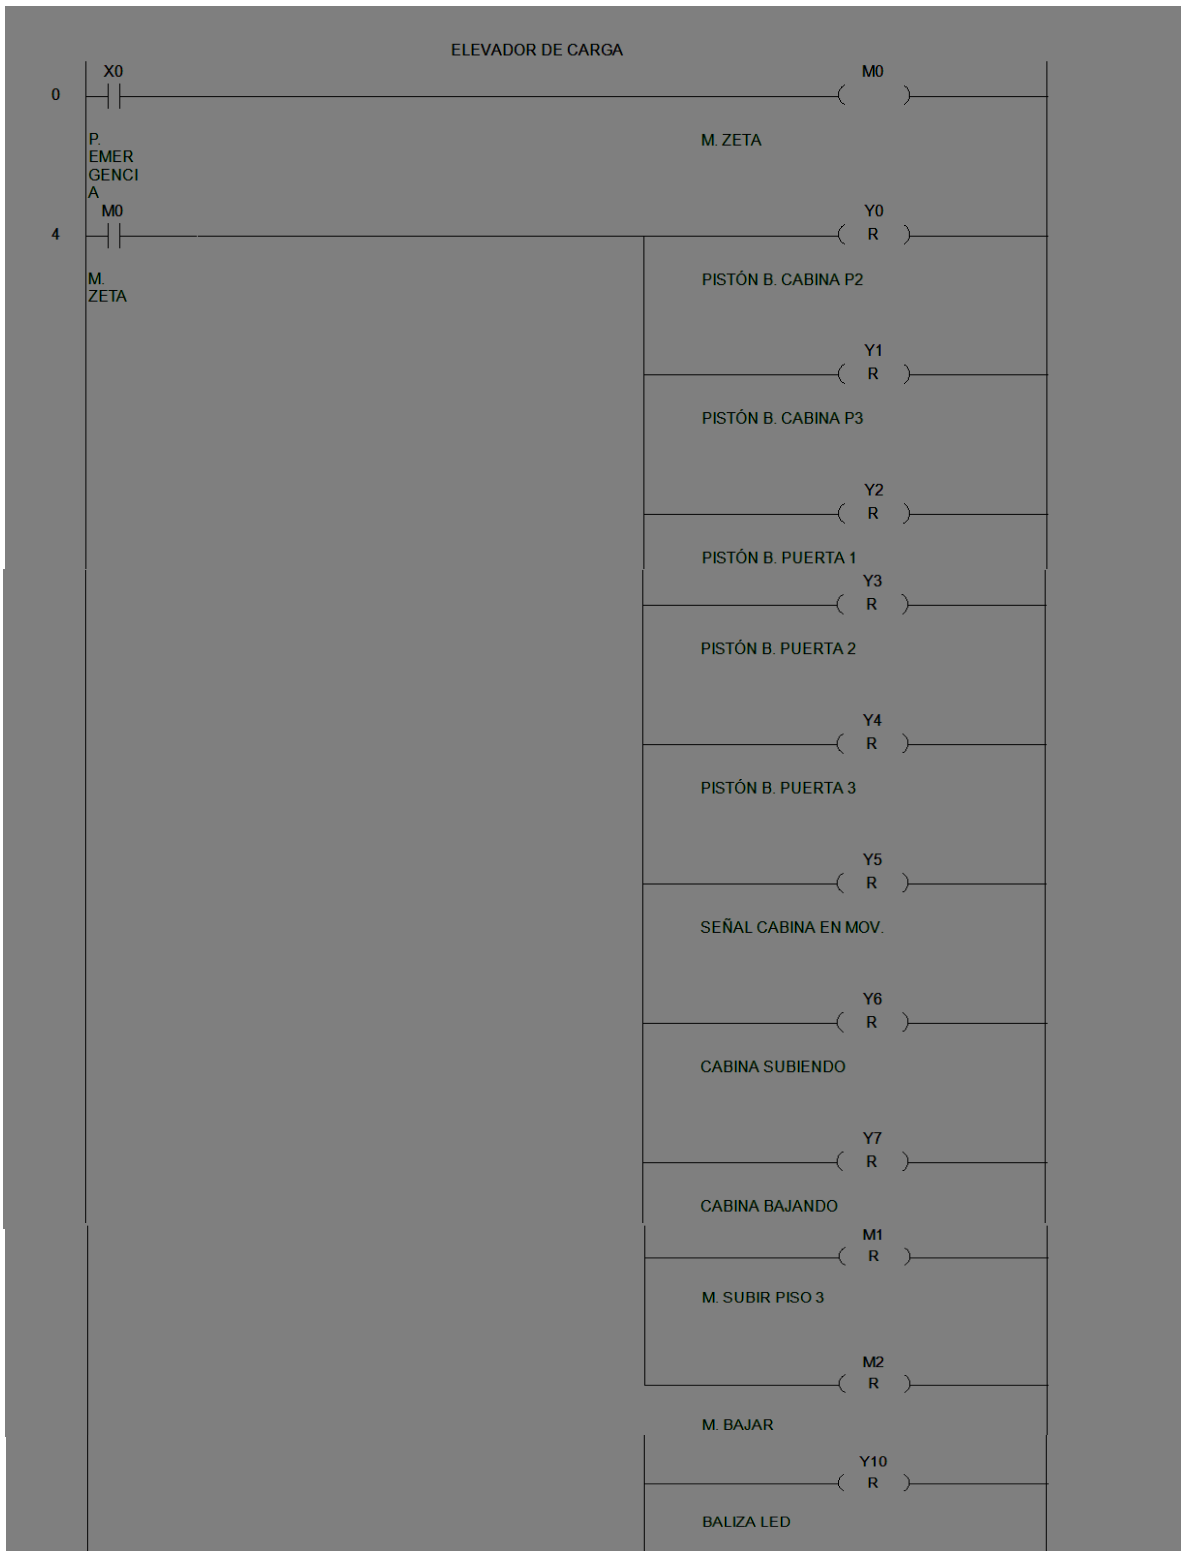 ELEVADOR DE CARGA
X0
M0
0
P.
EMER
GENCI
A
M. ZETA
M0
Y0
4
R
M.
ZETA
PISTÓN B. CABINA P2
Y1
R
PISTÓN B. CABINA P3
Y2
R
PISTÓN B. PUERTA 1
Y3
R
PISTÓN B. PUERTA 2
Y4
R
PISTÓN B. PUERTA 3
Y5
R
SEÑAL CABINA EN MOV.
Y6
R
CABINA SUBIENDO
Y7
R
CABINA BAJANDO
M1
R
M. SUBIR PISO 3
M2
R
M. BAJAR
Y10
R
BALIZA LED